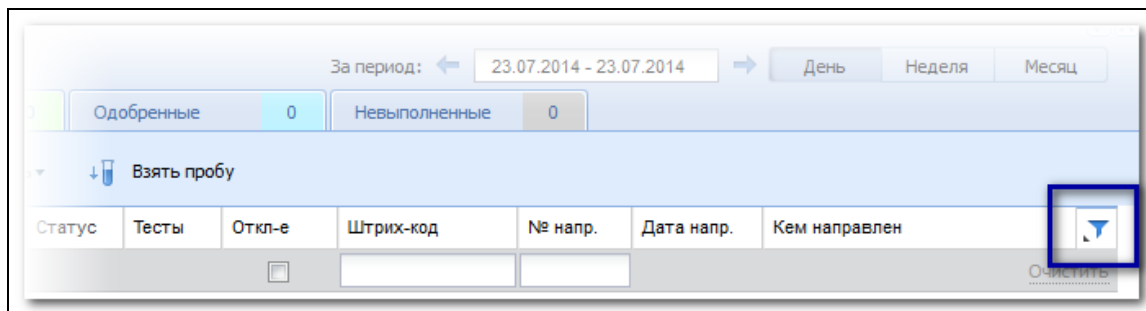 За период: 23.07.2014 - 23.07.2014 День Неделя Месяц
0 Одобренные 0 Невыполненные 0
Взять пробу
Статус Тесты Откл-е Штрих-код № напр. Дата напр. Кем направлен
Очистить